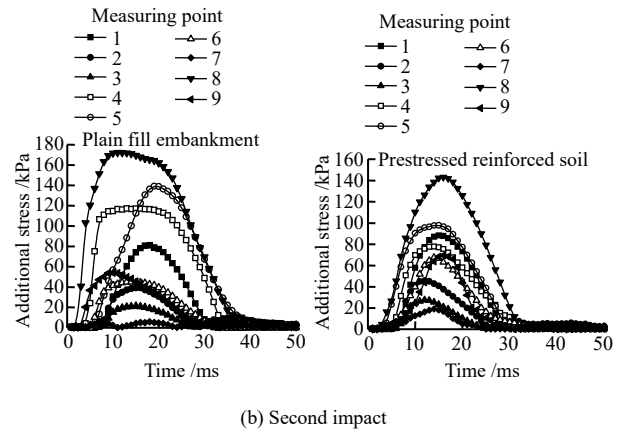 Measuring point
1 6
2 7
3 8
4 9
5
Plain fill embankment
Additional stress /kPa
180
160
140
120
100
80
60
40
20
0
0 10 20 30 40 50
Time /ms
Measuring point
1 6
2 7
3 8
4 9
5
Prestressed reinforced soil
Additional stress /kPa
160
140
120
100
80
60
40
20
0
0 10 20 30 40 50
Time /ms
(b) Second impact